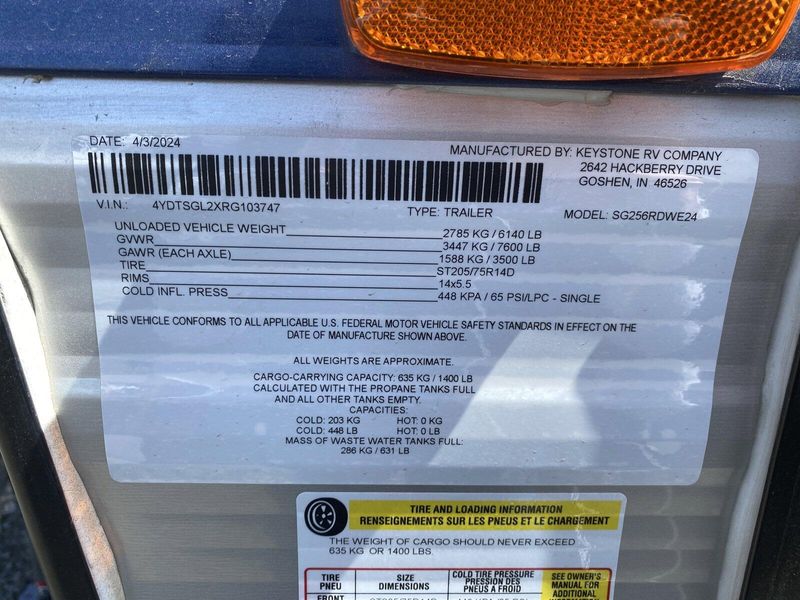 DATE: 4/3/2024
MANUFACTURED BY: KEYSTONE RV COMPANY
2642 HACKBERRY DRIVE
GOSHEN, IN 46526
V.I.N.: 4YDTSGL2XRG103747 TYPE: TRAILER MODEL: SG256RDWE24
UNLOADED VEHICLE WEIGHT 2785 KG / 6140 LB
GVWR 3447 KG / 7600 LB
GAWR (EACH AXLE) 1588 KG / 3500 LB
TIRE ST205/75R14D
RIMS 14x5.5
COLD INFL. PRESS 448 KPA / 65 PSI/LPC - SINGLE
THIS VEHICLE CONFORMS TO ALL APPLICABLE U.S. FEDERAL MOTOR VEHICLE SAFETY STANDARDS IN EFFECT ON THE
DATE OF MANUFACTURE SHOWN ABOVE.
ALL WEIGHTS ARE APPROXIMATE.
CARGO-CARRYING CAPACITY: 635 KG / 1400 LB
CALCULATED WITH THE PROPANE TANKS FULL
AND ALL OTHER TANKS EMPTY.
CAPACITIES:
COLD: 203 KG HOT: 0 KG
COLD: 448 LB HOT: 0 LB
MASS OF WASTE WATER TANKS FULL:
286 KG / 631 LB
TIRE AND LOADING INFORMATION
RENSEIGNEMENTS SUR LES PNEUS ET LE CHARGEMENT
THE WEIGHT OF CARGO SHOULD NEVER EXCEED
635 KG OR 1400 LBS.
TIRE
PNEU
SIZE
DIMENSIONS
COLD TIRE PRESSURE
PRESSION DES
PNEUS A FROID
SEE OWNER'S
MANUAL FOR
ADDITIONAL
FRONT